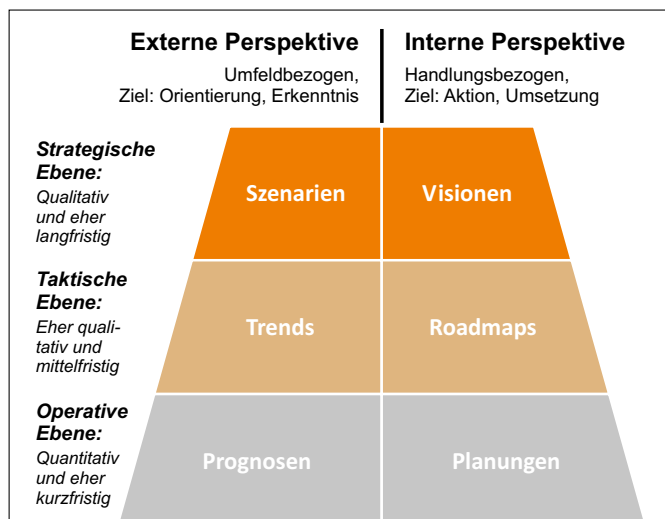 Externe Perspektive
Umfeldbezogen,
Ziel: Orientierung, Erkenntnis
Interne Perspektive
Handlungsbezogen,
Ziel: Aktion, Umsetzung
Strategische
Ebene:
Qualitativ
und eher
langfristig
Szenarien
Visionen
Taktische
Ebene:
Eher quali-
tativ und
mittelfristig
Trends
Roadmaps
Operative
Ebene:
Quantitativ
und eher
kurzfristig
Prognosen
Planungen